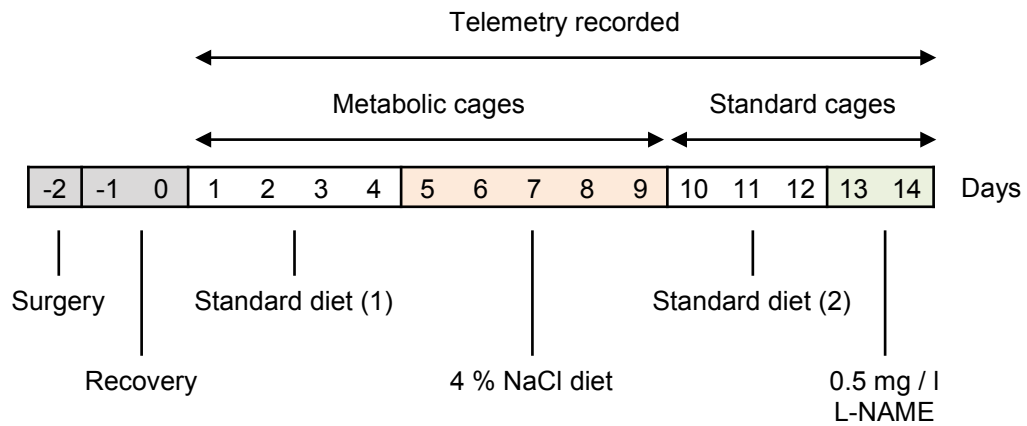 Telemetry recorded
Metabolic cages Standard cages
-2 -1 0 1 2 3 4 5 6 7 8 9 10 11 12 13 14 Days
Surgery Standard diet (1) Standard diet (2)
Recovery 4 % NaCl diet 0.5 mg / l
L-NAME